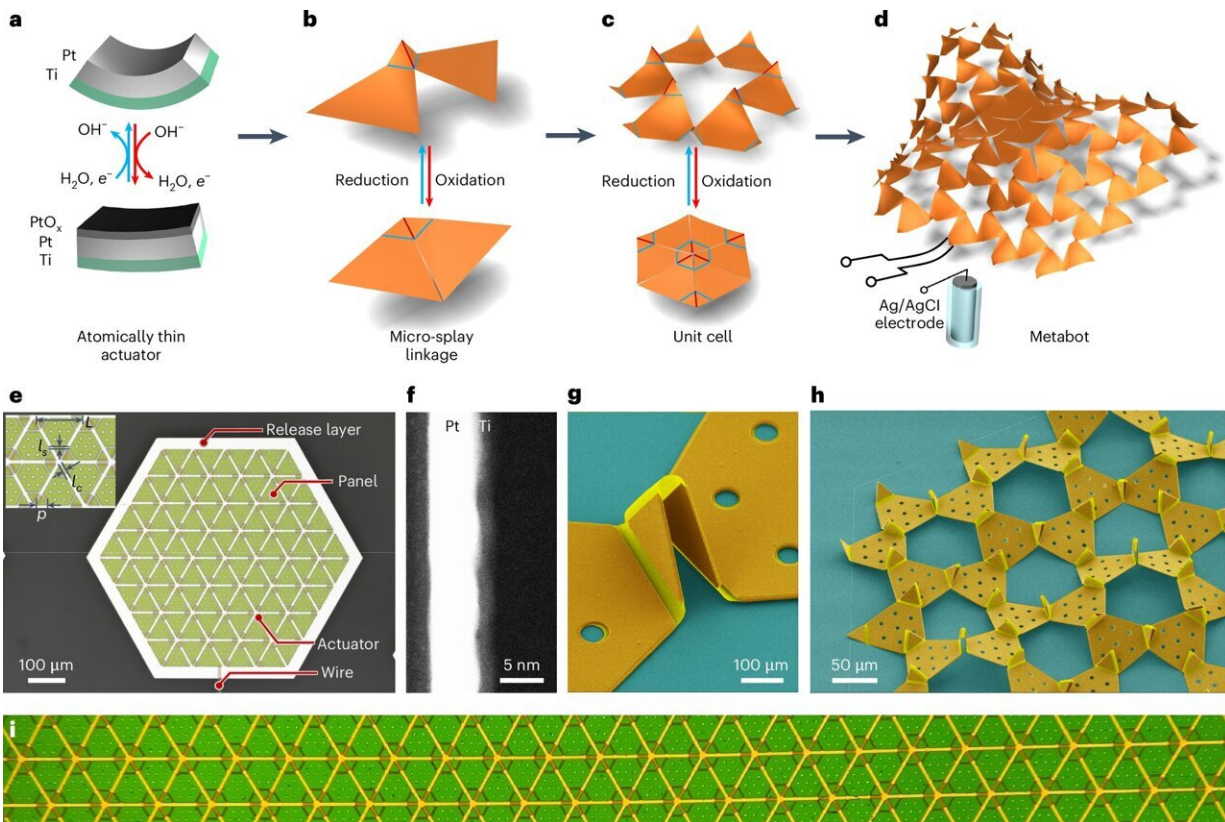 a
Pt
Ti
OH⁻ OH⁻
H₂O, e⁻ H₂O, e⁻
PtOₓ
Pt
Ti
Atomically thin
actuator
b
Reduction Oxidation
Micro-splay
linkage
c
Reduction Oxidation
Unit cell
d
Ag/AgCl
electrode
Metabot
e
L
lₛ
l_c
p
Release layer
Panel
Actuator
Wire
100 µm
f
Pt Ti
5 nm
g
100 µm
h
50 µm
i